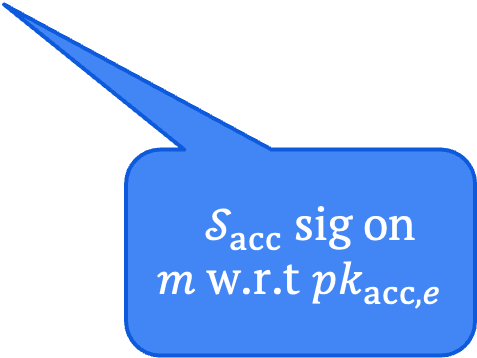 𝒮acc sig on
m w.r.t pkacc,e